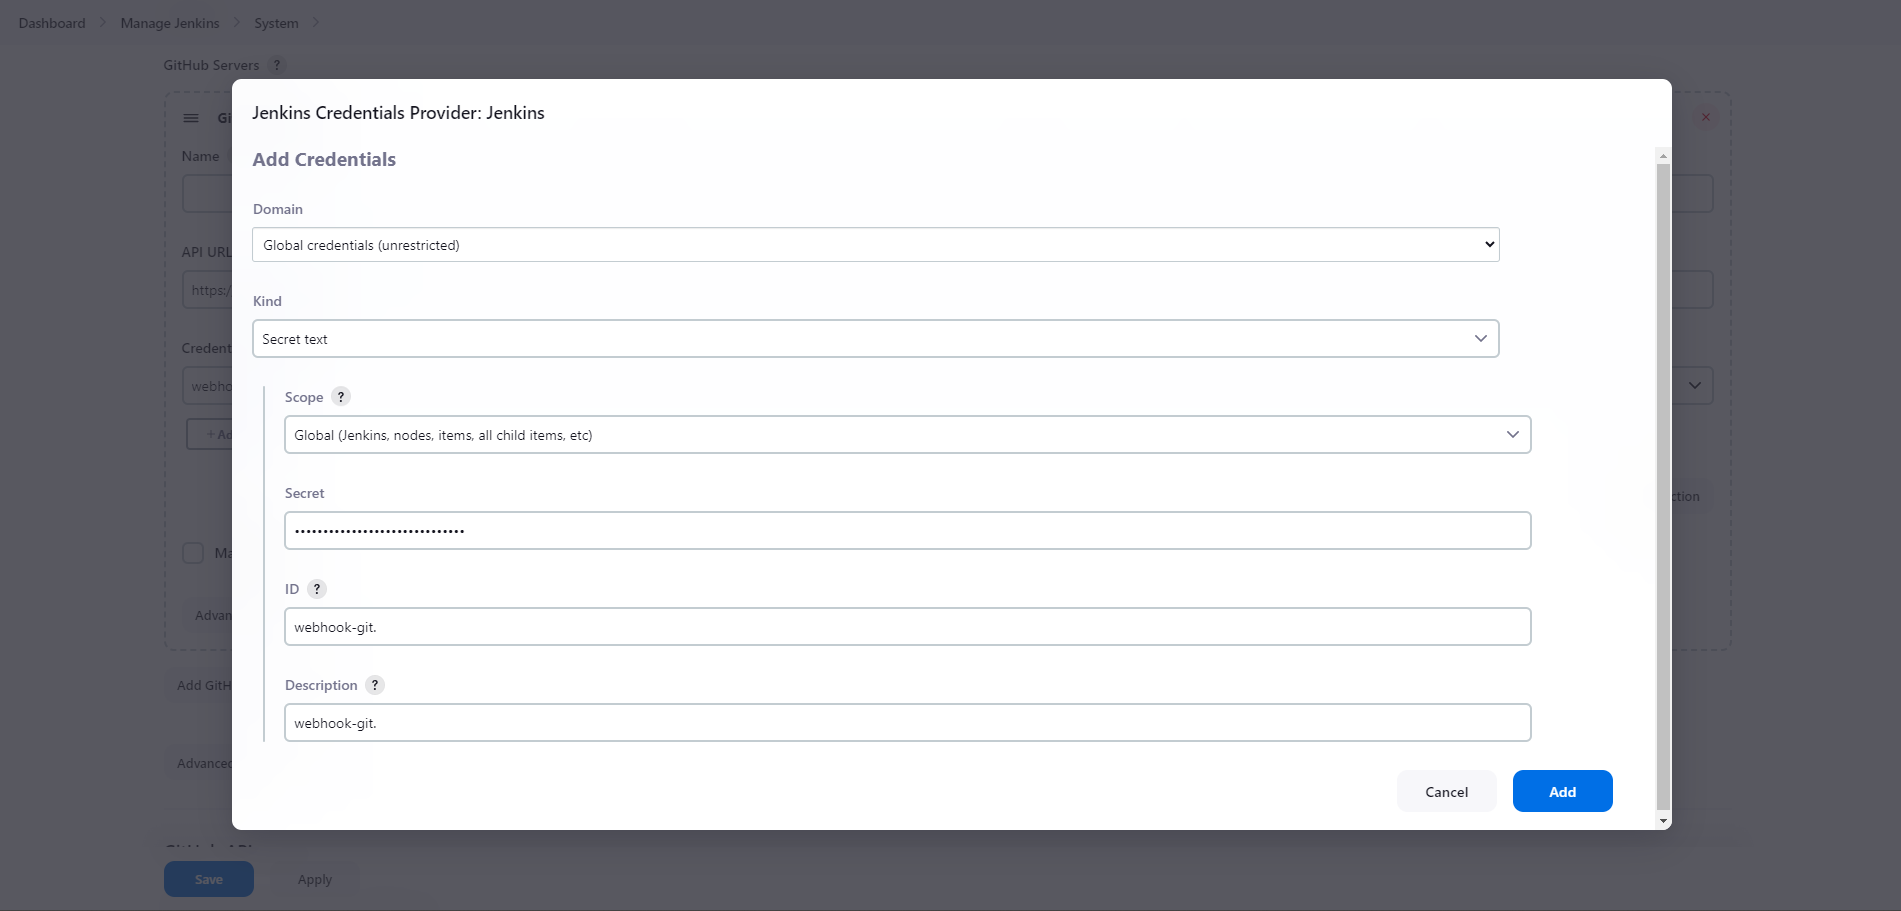 Dashboard > Manage Jenkins > System >
GitHub Servers ?
Jenkins Credentials Provider: Jenkins
Add Credentials
Name
Domain
Global credentials (unrestricted)
API URL
https:/
Kind
Secret text
Credent
webho
Scope ?
Global (Jenkins, nodes, items, all child items, etc)
+ Ad
Secret
••••••••••••••••••••••••••••••
ction
Ma
ID ?
webhook-git.
Advan
Description ?
webhook-git.
Add GitH
Advanced
Cancel
Add
Save
Apply